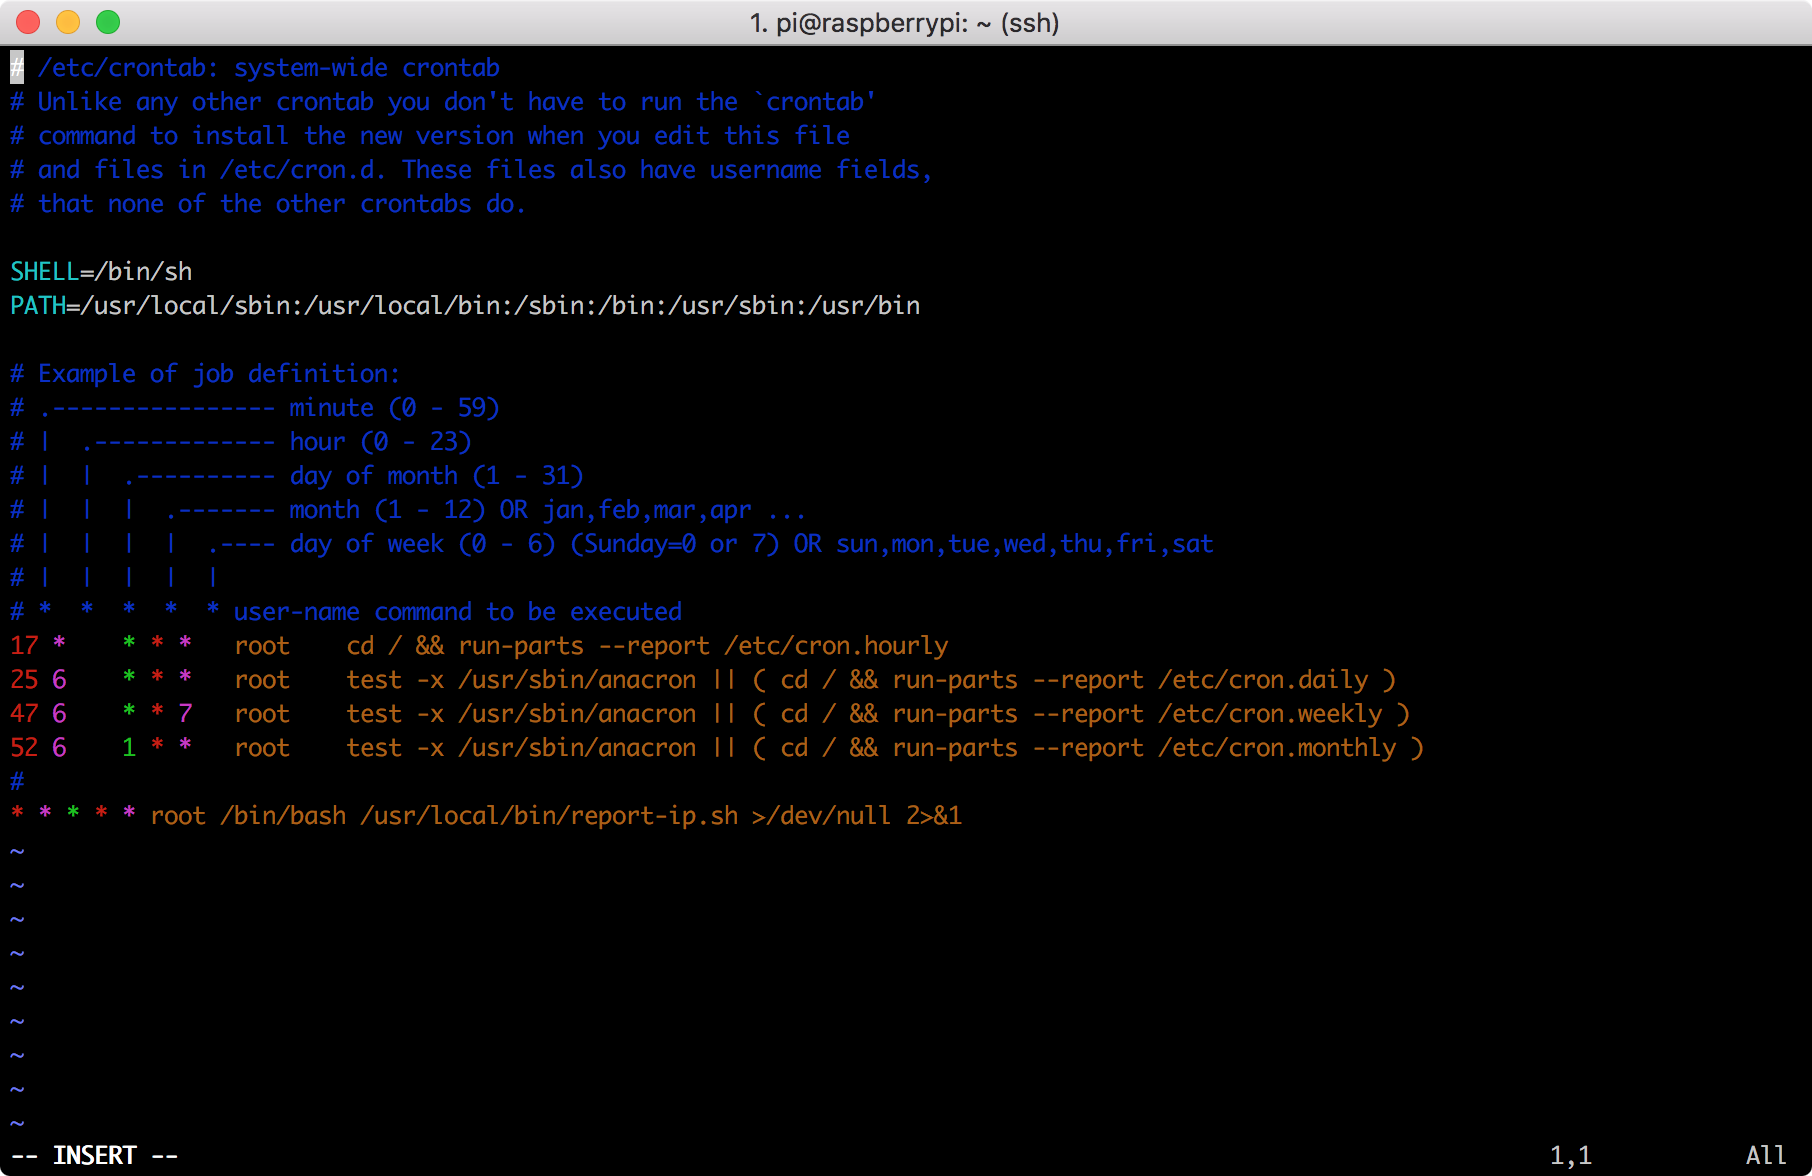 1. pi@raspberrypi: ~ (ssh)
# /etc/crontab: system-wide crontab
# Unlike any other crontab you don't have to run the `crontab'
# command to install the new version when you edit this file
# and files in /etc/cron.d. These files also have username fields,
# that none of the other crontabs do.

SHELL=/bin/sh
PATH=/usr/local/sbin:/usr/local/bin:/sbin:/bin:/usr/sbin:/usr/bin

# Example of job definition:
# .---------------- minute (0 - 59)
# |  .------------- hour (0 - 23)
# |  |  .---------- day of month (1 - 31)
# |  |  |  .------- month (1 - 12) OR jan,feb,mar,apr ...
# |  |  |  |  .---- day of week (0 - 6) (Sunday=0 or 7) OR sun,mon,tue,wed,thu,fri,sat
# |  |  |  |  |
# *  *  *  *  * user-name command to be executed
17 *    * * *   root    cd / && run-parts --report /etc/cron.hourly
25 6    * * *   root    test -x /usr/sbin/anacron || ( cd / && run-parts --report /etc/cron.daily )
47 6    * * 7   root    test -x /usr/sbin/anacron || ( cd / && run-parts --report /etc/cron.weekly )
52 6    1 * *   root    test -x /usr/sbin/anacron || ( cd / && run-parts --report /etc/cron.monthly )
#
* * * * * root /bin/bash /usr/local/bin/report-ip.sh >/dev/null 2>&1
~
~
~
~
~
~
~
~
~
-- INSERT -- 1,1 All